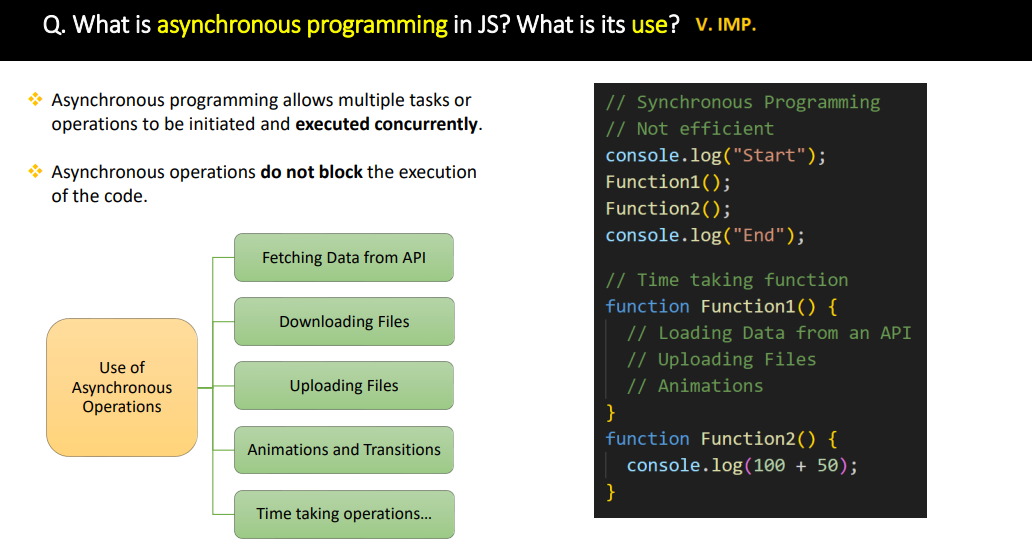 Q. What is asynchronous programming in JS? What is its use? V. IMP.
Asynchronous programming allows multiple tasks or
operations to be initiated and executed concurrently.
Asynchronous operations do not block the execution
of the code.
Use of
Asynchronous
Operations
Fetching Data from API
Downloading Files
Uploading Files
Animations and Transitions
Time taking operations...
// Synchronous Programming
// Not efficient
console.log("Start");
Function1();
Function2();
console.log("End");
// Time taking function
function Function1() {
// Loading Data from an API
// Uploading Files
// Animations
}
function Function2() {
console.log(100 + 50);
}